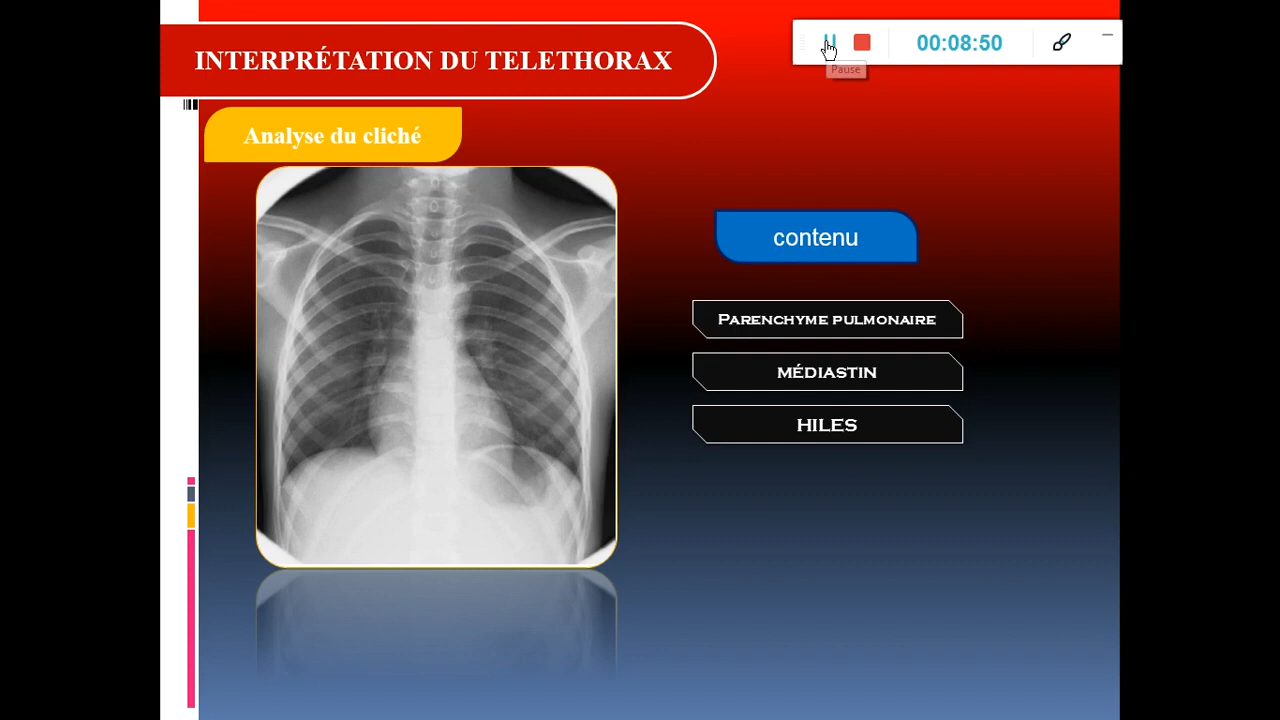 INTERPRÉTATION DU TELETHORAX
00:08:50
Pause
Analyse du cliché
contenu
PARENCHYME PULMONAIRE
MÉDIASTIN
HILES